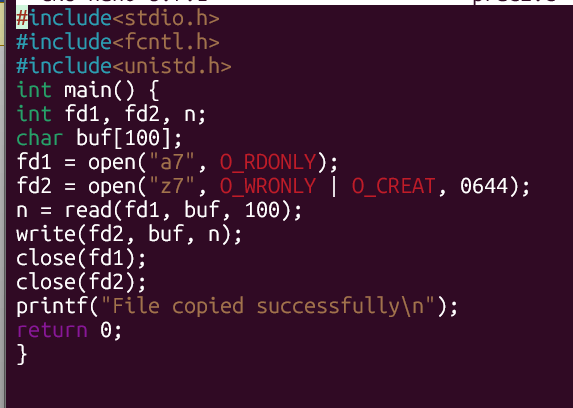 #include<stdio.h>
#include<fcntl.h>
#include<unistd.h>
int main() {
int fd1, fd2, n;
char buf[100];
fd1 = open("a7", O_RDONLY);
fd2 = open("z7", O_WRONLY | O_CREAT, 0644);
n = read(fd1, buf, 100);
write(fd2, buf, n);
close(fd1);
close(fd2);
printf("File copied successfully\n");
return 0;
}